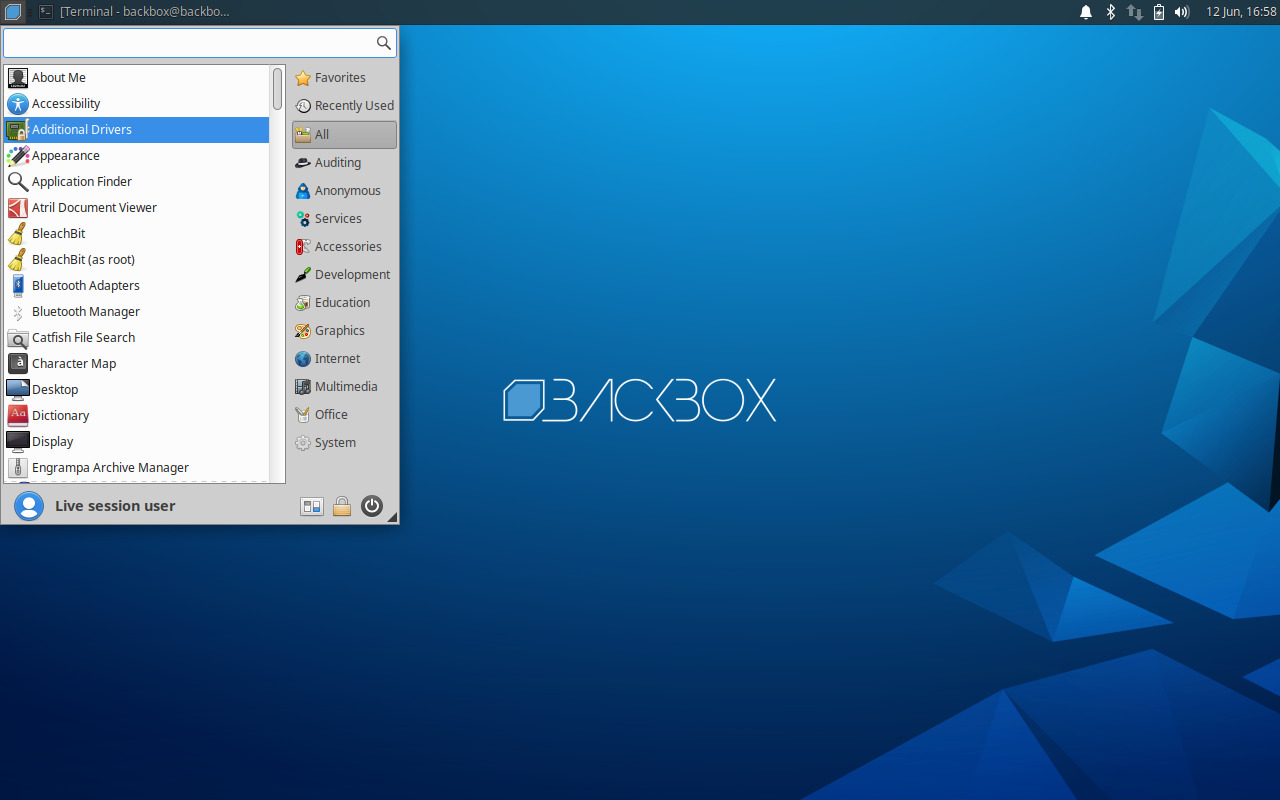 [Terminal - backbox@backbo...
12 Jun, 16:58
About Me
Accessibility
Additional Drivers
Appearance
Application Finder
Atril Document Viewer
BleachBit
BleachBit (as root)
Bluetooth Adapters
Bluetooth Manager
Catfish File Search
Character Map
Desktop
Dictionary
Display
Engrampa Archive Manager
Favorites
Recently Used
All
Auditing
Anonymous
Services
Accessories
Development
Education
Graphics
Internet
Multimedia
Office
System
Live session user
BACKBOX